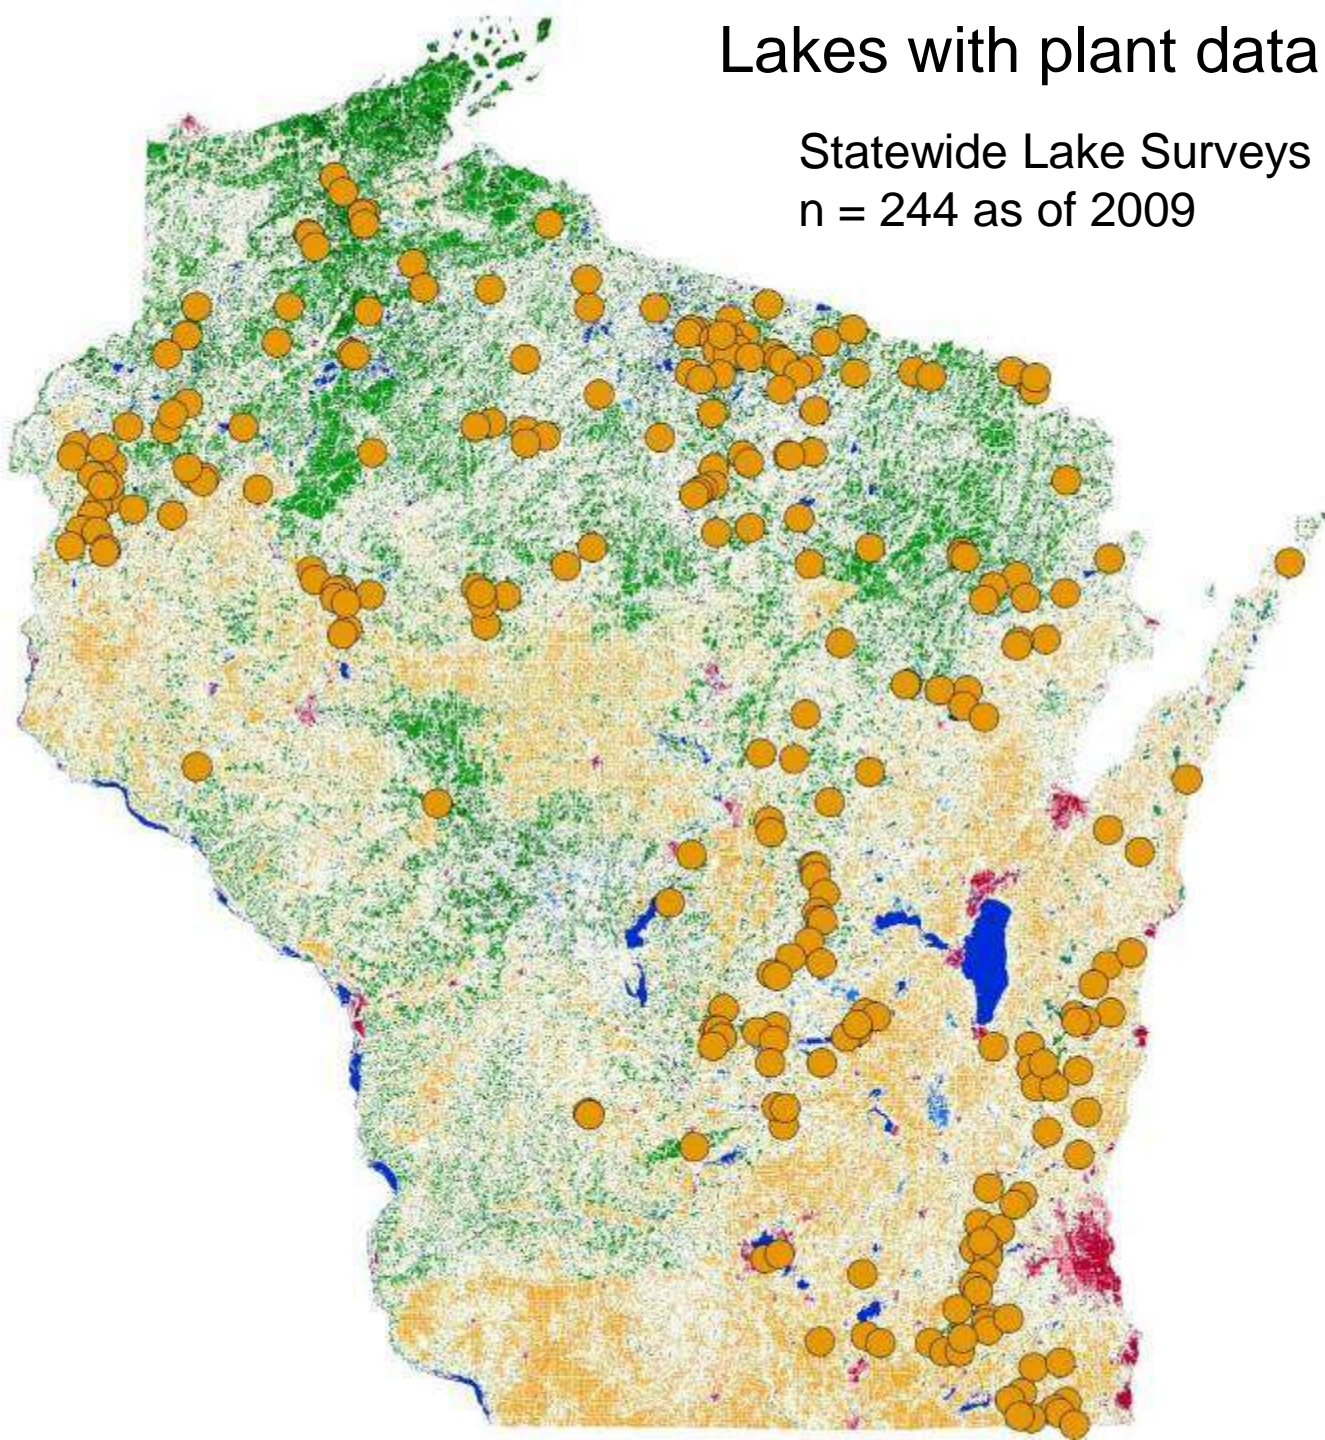 Lakes with plant data
Statewide Lake Surveys
n = 244 as of 2009